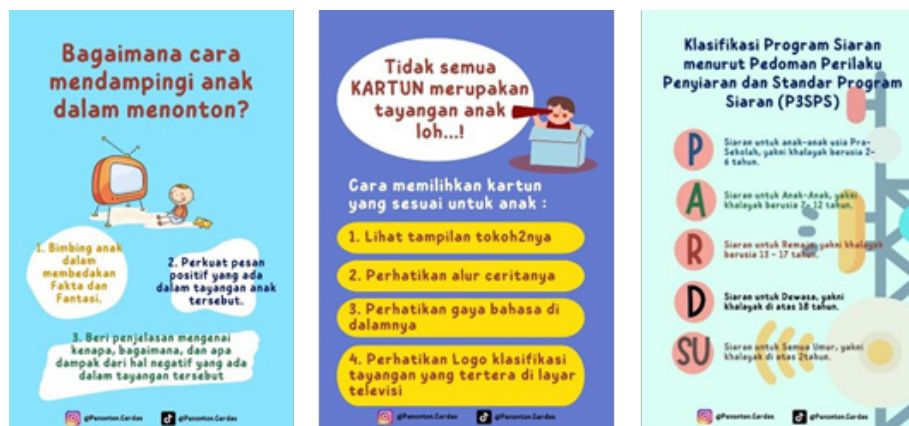 Bagaimana cara
mendampingi anak
dalam menonton?
1. Bimbing anak
dalam
membedakan
Fakta dan
Fantasi.
2. Perkuat pesan
positif yang ada
dalam tayangan anak
tersebut.
3. Beri penjelasan mengenai
kenapa, bagaimana, dan apa
dampak dari hal negatif yang ada
dalam tayangan tersebut
@Penonton.Cerdas
@Penonton.Cerdas
Tidak semua
KARTUN merupakan
tayangan anak
loh...!
Cara memilihkan kartun
yang sesuai untuk anak :
1. Lihat tampilan tokoh2nya
2. Perhatikan alur ceritanya
3. Perhatikan gaya bahasa di
dalamnya
4. Perhatikan Logo klasifikasi
tayangan yang tertera di layar
televisi
@Penonton.Cerdas
@Penonton.Cerdas
Klasifikasi Program Siaran
menurut Pedoman Perilaku
Penyiaran dan Standar Program
Siaran (P3SPS)
P
Siaran untuk anak-anak usia Pra-
Sekolah, yakni khalayak berusia 2-
6 tahun.
A
Siaran untuk Anak-Anak, yakni
khalayak berusia 7- 12 tahun.
R
Siaran untuk Remaja, yakni khalayak
berusia 13 - 17 tahun.
D
Siaran untuk Dewasa, yakni
khalayak di atas 18 tahun.
SU
Siaran untuk Semua Umur, yakni
khalayak di atas 2tahun.
@Penonton.Cerdas
@Penonton.Cerdas